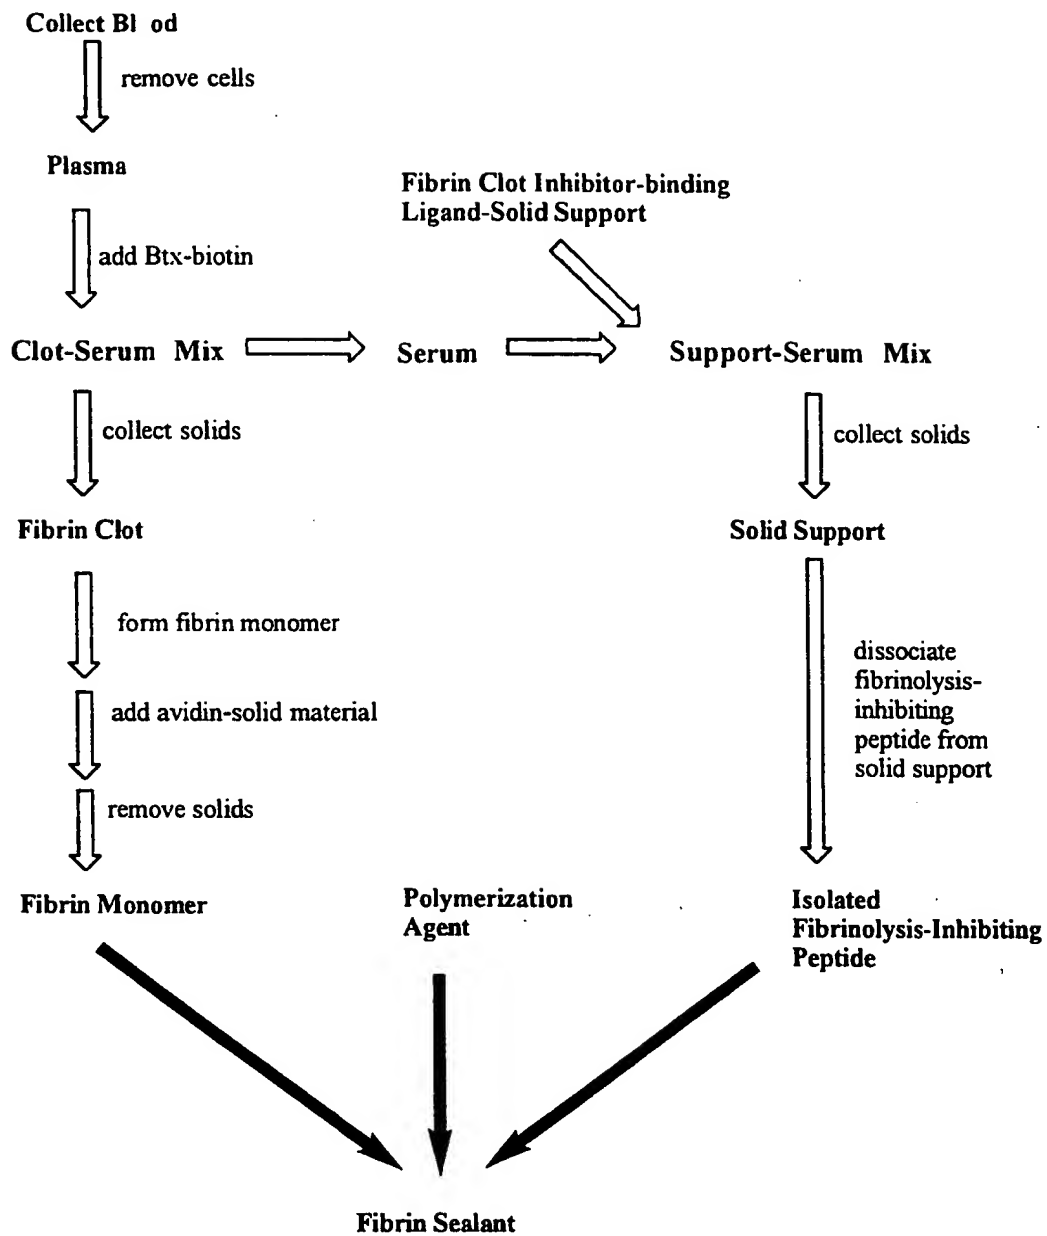 Collect Bl od
remove cells
Plasma
Fibrin Clot Inhibitor-binding
Ligand-Solid Support
add Btx-biotin
Clot-Serum Mix
Serum
Support-Serum Mix
collect solids
collect solids
Fibrin Clot
Solid Support
form fibrin monomer
dissociate
fibrinolysis-
inhibiting
peptide from
solid support
add avidin-solid material
remove solids
Fibrin Monomer
Polymerization
Agent
Isolated
Fibrinolysis-Inhibiting
Peptide
Fibrin Sealant